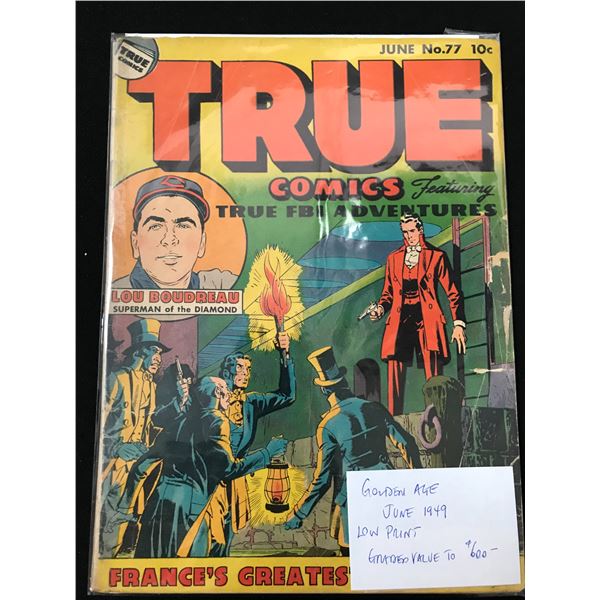 TRUE
COMICS
JUNE No.77 10¢
TRUE
COMICS Featuring
TRUE FBI ADVENTURES
LOU BOUDREAU
SUPERMAN of the DIAMOND
GOLDEN AGE
JUNE 1949
LOW PRINT
GRADED VALUE TO $600-
FRANCE'S GREATEST